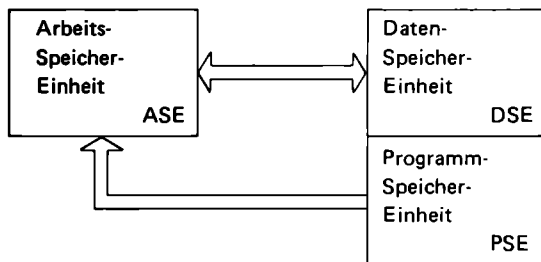 Arbeits-
Speicher-
Einheit
ASE
Daten-
Speicher-
Einheit
DSE
Programm-
Speicher-
Einheit
PSE